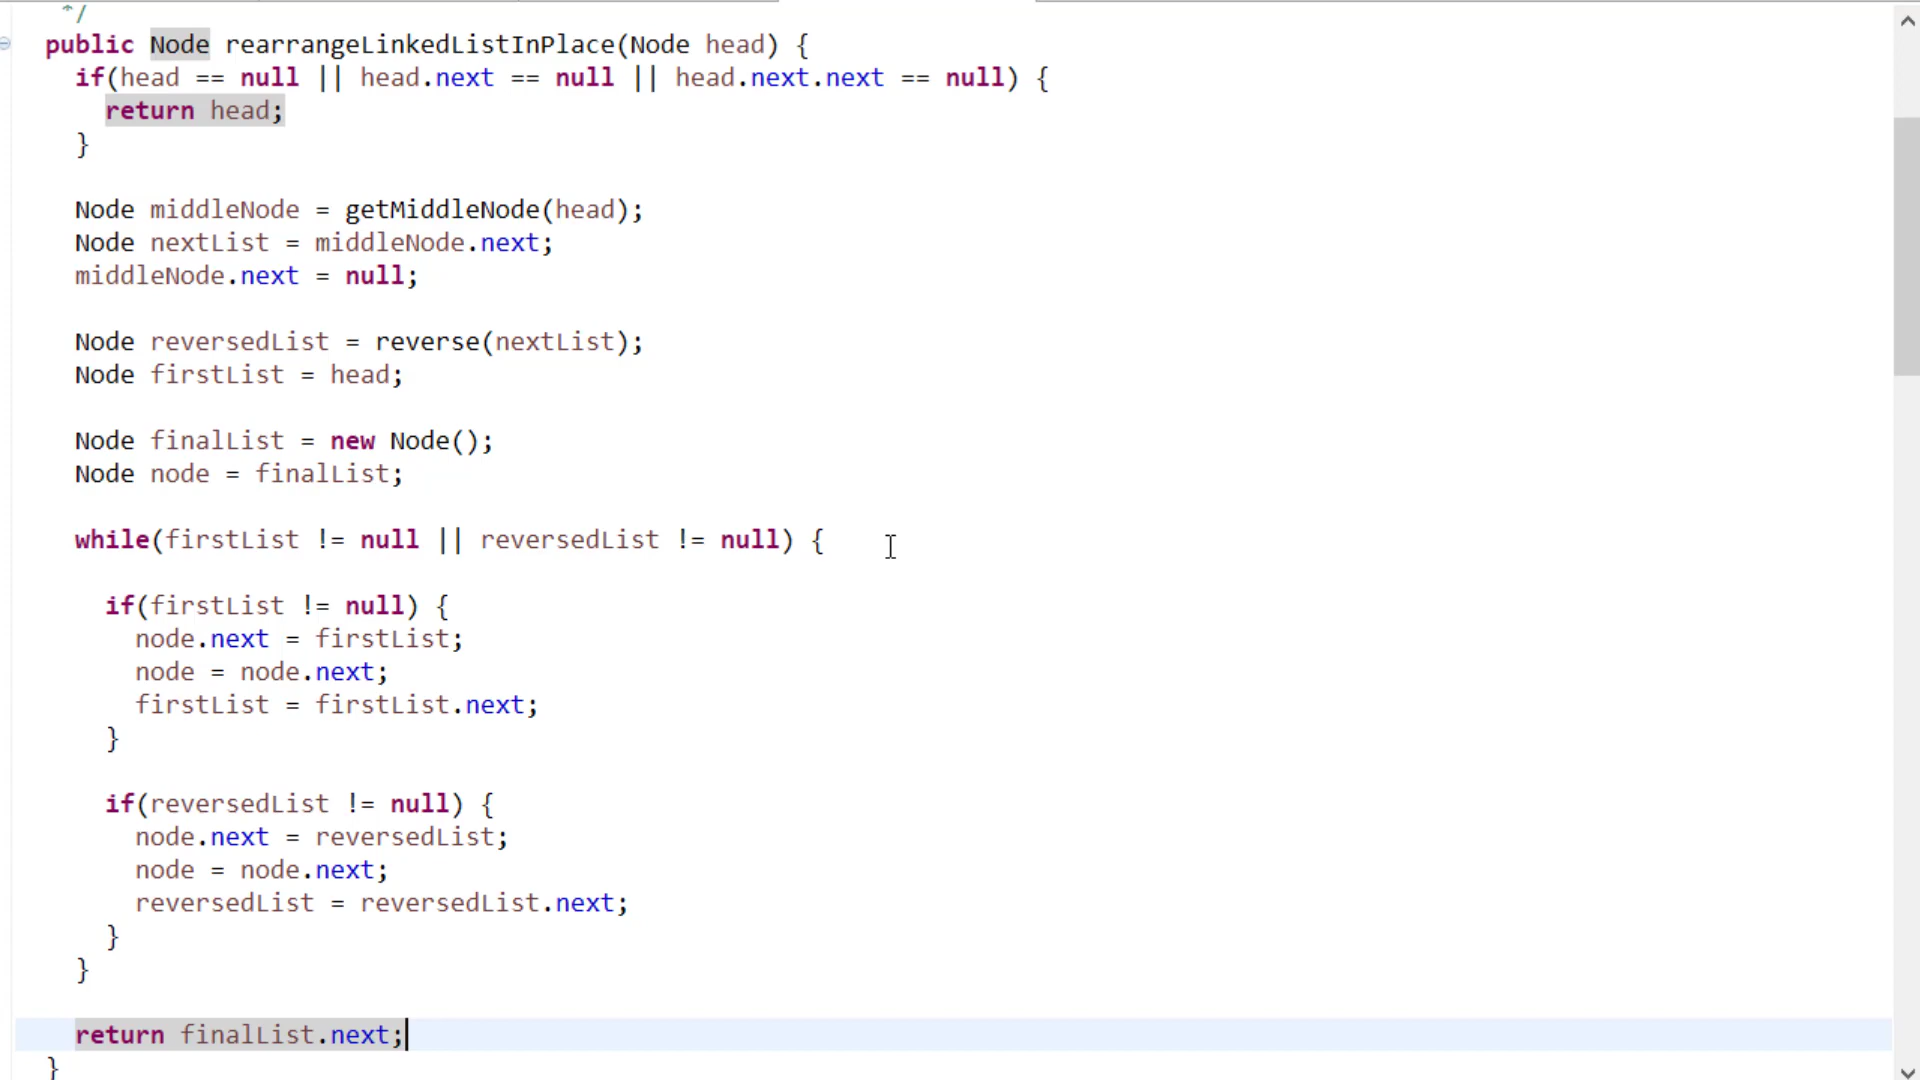 */
public Node rearrangeLinkedListInPlace(Node head) {
if(head == null || head.next == null || head.next.next == null) {
return head;
}
Node middleNode = getMiddleNode(head);
Node nextList = middleNode.next;
middleNode.next = null;
Node reversedList = reverse(nextList);
Node firstList = head;
Node finalList = new Node();
Node node = finalList;
while(firstList != null || reversedList != null) {
if(firstList != null) {
node.next = firstList;
node = node.next;
firstList = firstList.next;
}
if(reversedList != null) {
node.next = reversedList;
node = node.next;
reversedList = reversedList.next;
}
}
return finalList.next;
}